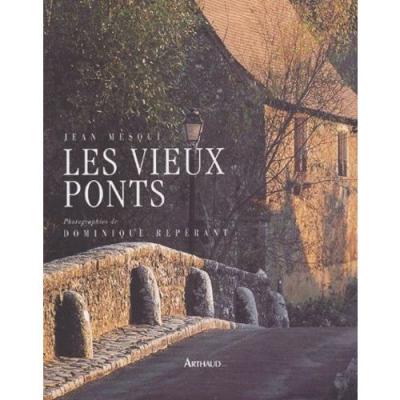 JEAN MESQUI
LES VIEUX
PONTS
Photographies de
DOMINIQUE REPÉRANT
ARTHAUD